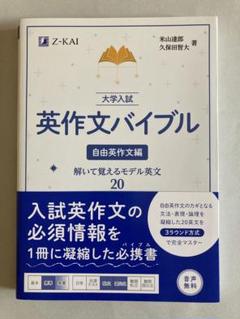 Z-KAI
米山達郎
久保田智大
著
大学入試
英作文バイブル
自由英作文編
解いて覚えるモデル英文
20
入試英作文の
必須情報を
1冊に凝縮した必携書
バイブル
自由英作文のカギとなる
文法・表現・論理を
凝縮した20英文を
3ラウンド方式
で完全マスター
音声
無料